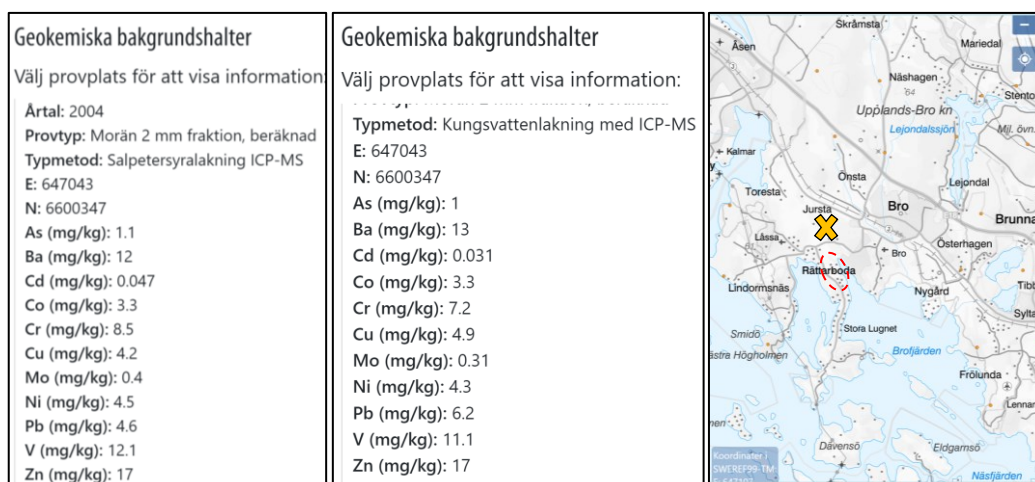 Geokemiska bakgrundshalter
Välj provplats för att visa information:
Årtal: 2004
Provtyp: Morän 2 mm fraktion, beräknad
Typmetod: Salpetersyralakning ICP-MS
E: 647043
N: 6600347
As (mg/kg): 1.1
Ba (mg/kg): 12
Cd (mg/kg): 0.047
Co (mg/kg): 3.3
Cr (mg/kg): 8.5
Cu (mg/kg): 4.2
Mo (mg/kg): 0.4
Ni (mg/kg): 4.5
Pb (mg/kg): 4.6
V (mg/kg): 12.1
Zn (mg/kg): 17
Geokemiska bakgrundshalter
Välj provplats för att visa information:
Typmetod: Kungsvattenlakning med ICP-MS
E: 647043
N: 6600347
As (mg/kg): 1
Ba (mg/kg): 13
Cd (mg/kg): 0.031
Co (mg/kg): 3.3
Cr (mg/kg): 7.2
Cu (mg/kg): 4.9
Mo (mg/kg): 0.31
Ni (mg/kg): 4.3
Pb (mg/kg): 6.2
V (mg/kg): 11.1
Zn (mg/kg): 17
Skråmsta
Åsen
Mariedal
Näshagen
Stento
Upplands-Bro kn
Lejondalssjön
Mil. övn.
Kalmar
Önsta
Toresta
Lejondal
Jursta
Bro
Brunna
Låssa
Bro
Österhagen
Rättarboda
Lindormsnäs
Nygård
Tibb
Sylta
Stora Lugnet
Smidö
Brofjärden
ästra Högholmen
Frölunda
Lennar
Dävensö
Eldgarnsö
Koordinater i
SWEREF99 TM
Näsfjärden